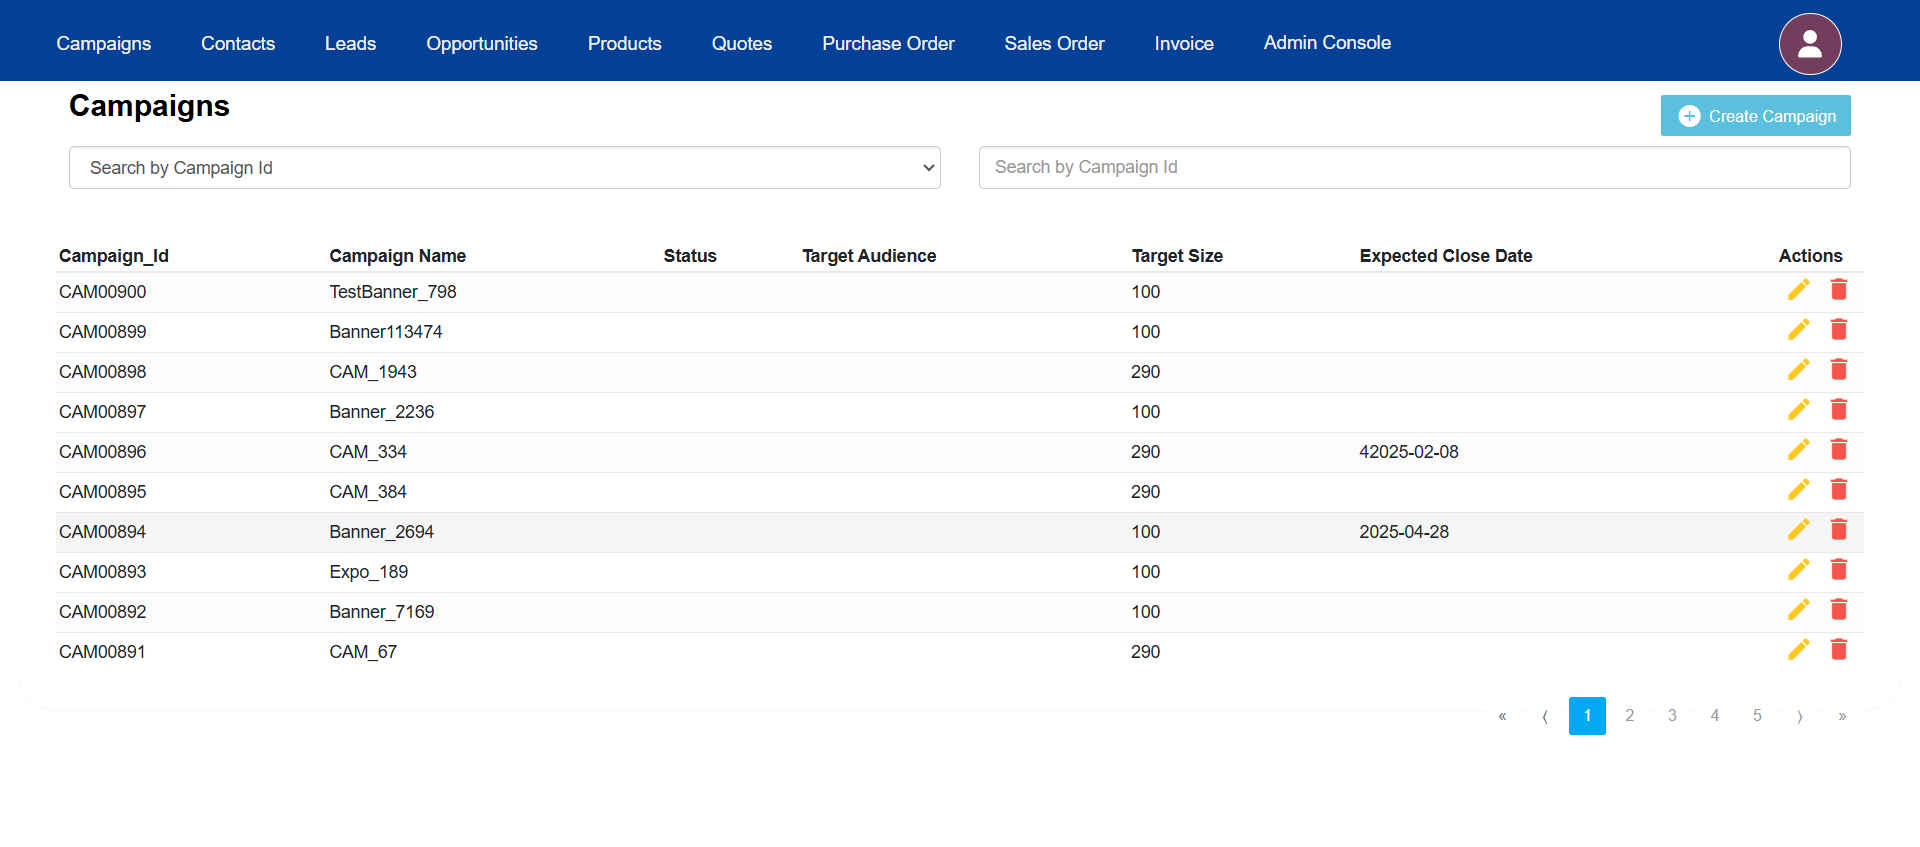 Campaigns Contacts Leads Opportunities Products Quotes Purchase Order Sales Order Invoice Admin Console
Campaigns
Create Campaign
Search by Campaign Id Search by Campaign Id
Campaign_Id Campaign Name Status Target Audience Target Size Expected Close Date Actions
CAM00900 TestBanner_798 100
CAM00899 Banner113474 100
CAM00898 CAM_1943 290
CAM00897 Banner_2236 100
CAM00896 CAM_334 290 42025-02-08
CAM00895 CAM_384 290
CAM00894 Banner_2694 100 2025-04-28
CAM00893 Expo_189 100
CAM00892 Banner_7169 100
CAM00891 CAM_67 290
« ⟨ 1 2 3 4 5 ⟩ »